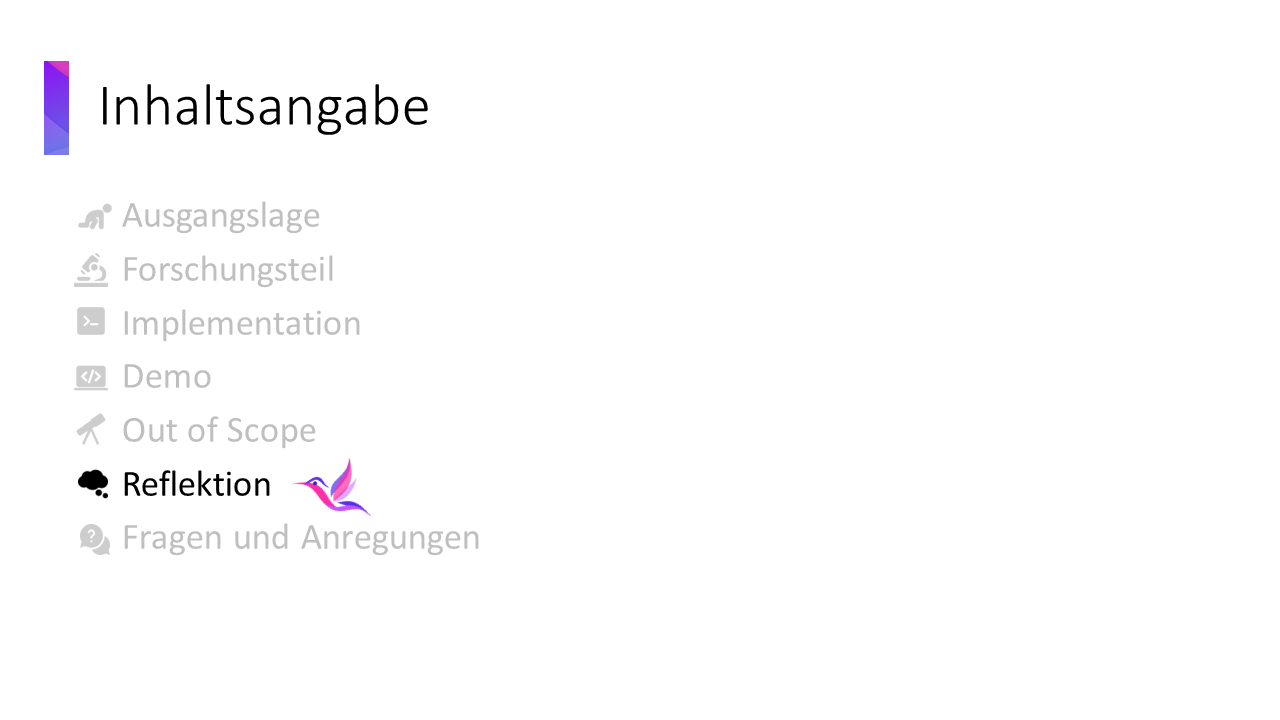 Inhaltsangabe
Ausgangslage
Forschungsteil
Implementation
Demo
Out of Scope
Reflektion
Fragen und Anregungen